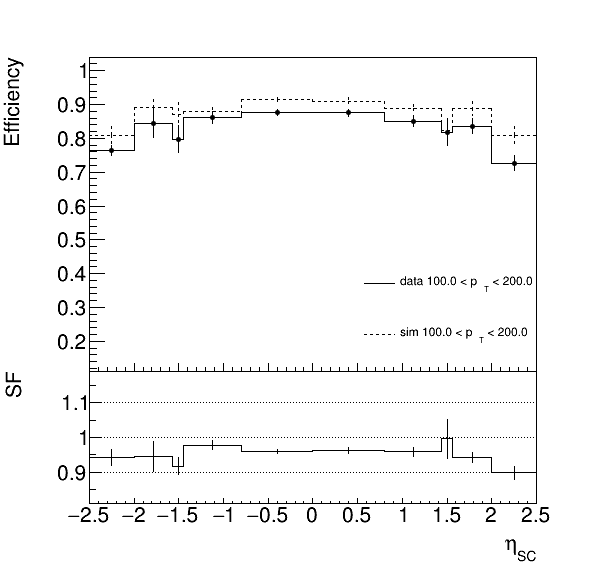 Efficiency
1
0.9
0.8
0.7
0.6
0.5
0.4
0.3
0.2
data 100.0 < p_T < 200.0
sim 100.0 < p_T < 200.0
SF
1.1
1
0.9
−2.5 −2 −1.5 −1 −0.5 0 0.5 1 1.5 2 2.5
η_SC